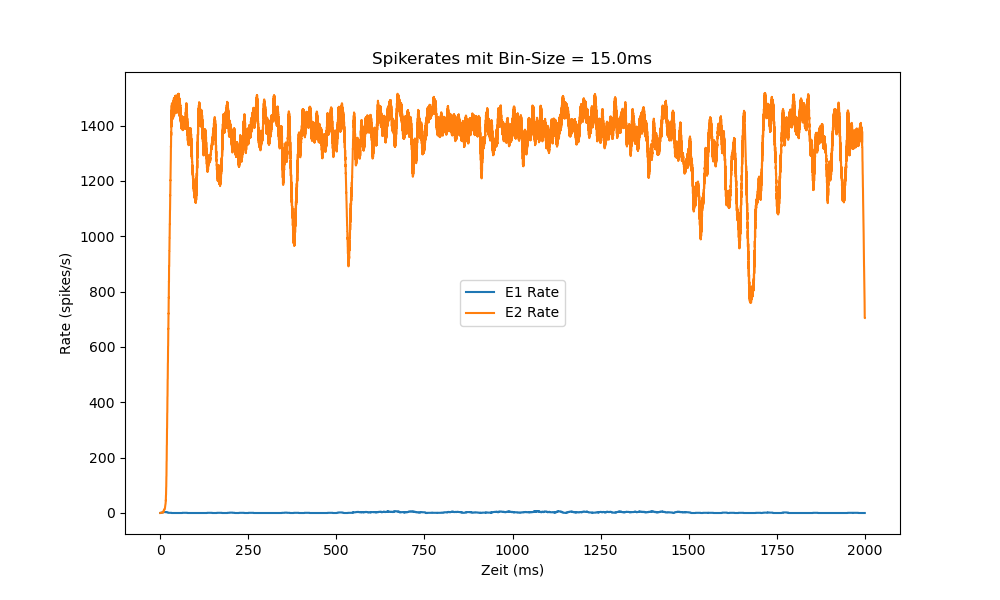 Spikerates mit Bin-Size = 15.0ms
Rate (spikes/s)
1400
1200
1000
800
600
400
200
0
E1 Rate
E2 Rate
0 250 500 750 1000 1250 1500 1750 2000
Zeit (ms)